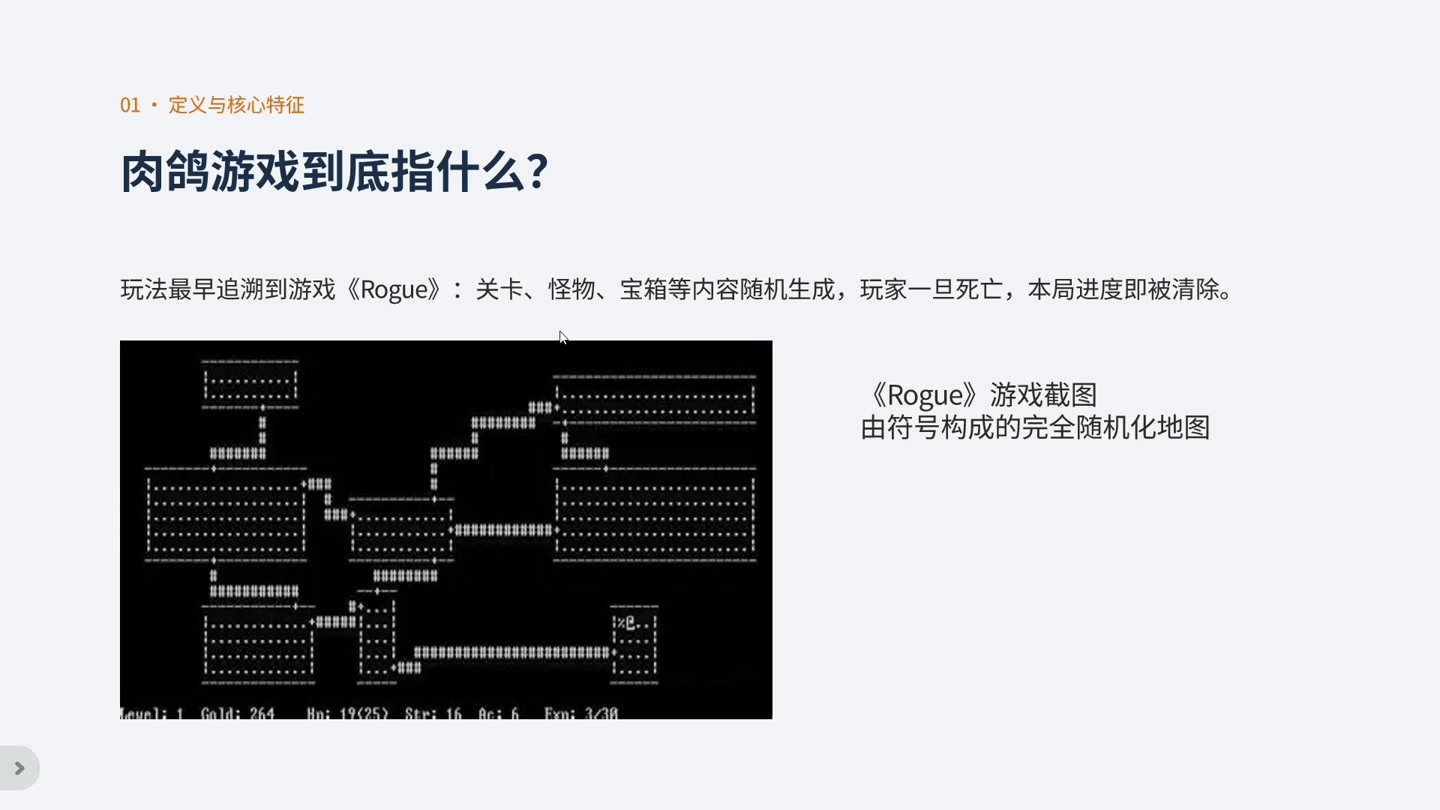 01 · 定义与核心特征
肉鸽游戏到底指什么？
玩法最早追溯到游戏《Rogue》：关卡、怪物、宝箱等内容随机生成，玩家一旦死亡，本局进度即被清除。
《Rogue》游戏截图
由符号构成的完全随机化地图
Level: 1 Gold: 264 Hp: 19(25) Str: 16 Ac: 6 Exp: 3/30